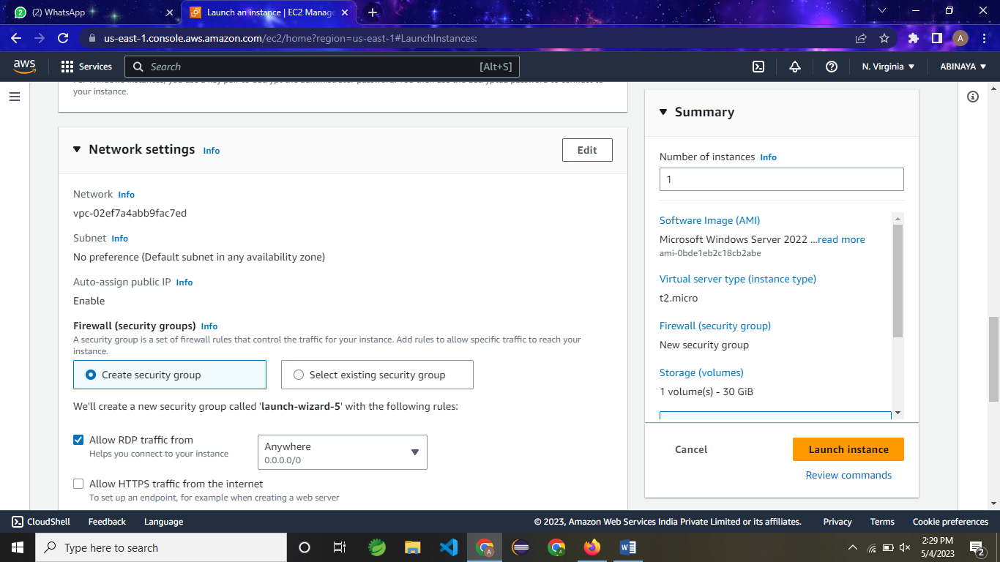 (2) WhatsApp
Launch an instance | EC2 Manage
us-east-1.console.aws.amazon.com/ec2/home?region=us-east-1#LaunchInstances:
A
aws
Services
Search
[Alt+S]
N. Virginia
ABINAYA
your instance.
Network settings Info
Edit
Network Info
vpc-02ef7a4abb9fac7ed
Subnet Info
No preference (Default subnet in any availability zone)
Auto-assign public IP Info
Enable
Firewall (security groups) Info
A security group is a set of firewall rules that control the traffic for your instance. Add rules to allow specific traffic to reach your
instance.
Create security group
Select existing security group
We'll create a new security group called 'launch-wizard-5' with the following rules:
Allow RDP traffic from
Helps you connect to your instance
Anywhere
0.0.0.0/0
Allow HTTPS traffic from the internet
To set up an endpoint, for example when creating a web server
Summary
Number of instances Info
1
Software Image (AMI)
Microsoft Windows Server 2022 ...read more
ami-0bde1eb2c18cb2abe
Virtual server type (instance type)
t2.micro
Firewall (security group)
New security group
Storage (volumes)
1 volume(s) - 30 GiB
Cancel
Launch instance
Review commands
CloudShell
Feedback
Language
© 2023, Amazon Web Services India Private Limited or its affiliates.
Privacy
Terms
Cookie preferences
Type here to search
2:29 PM
5/4/2023
2